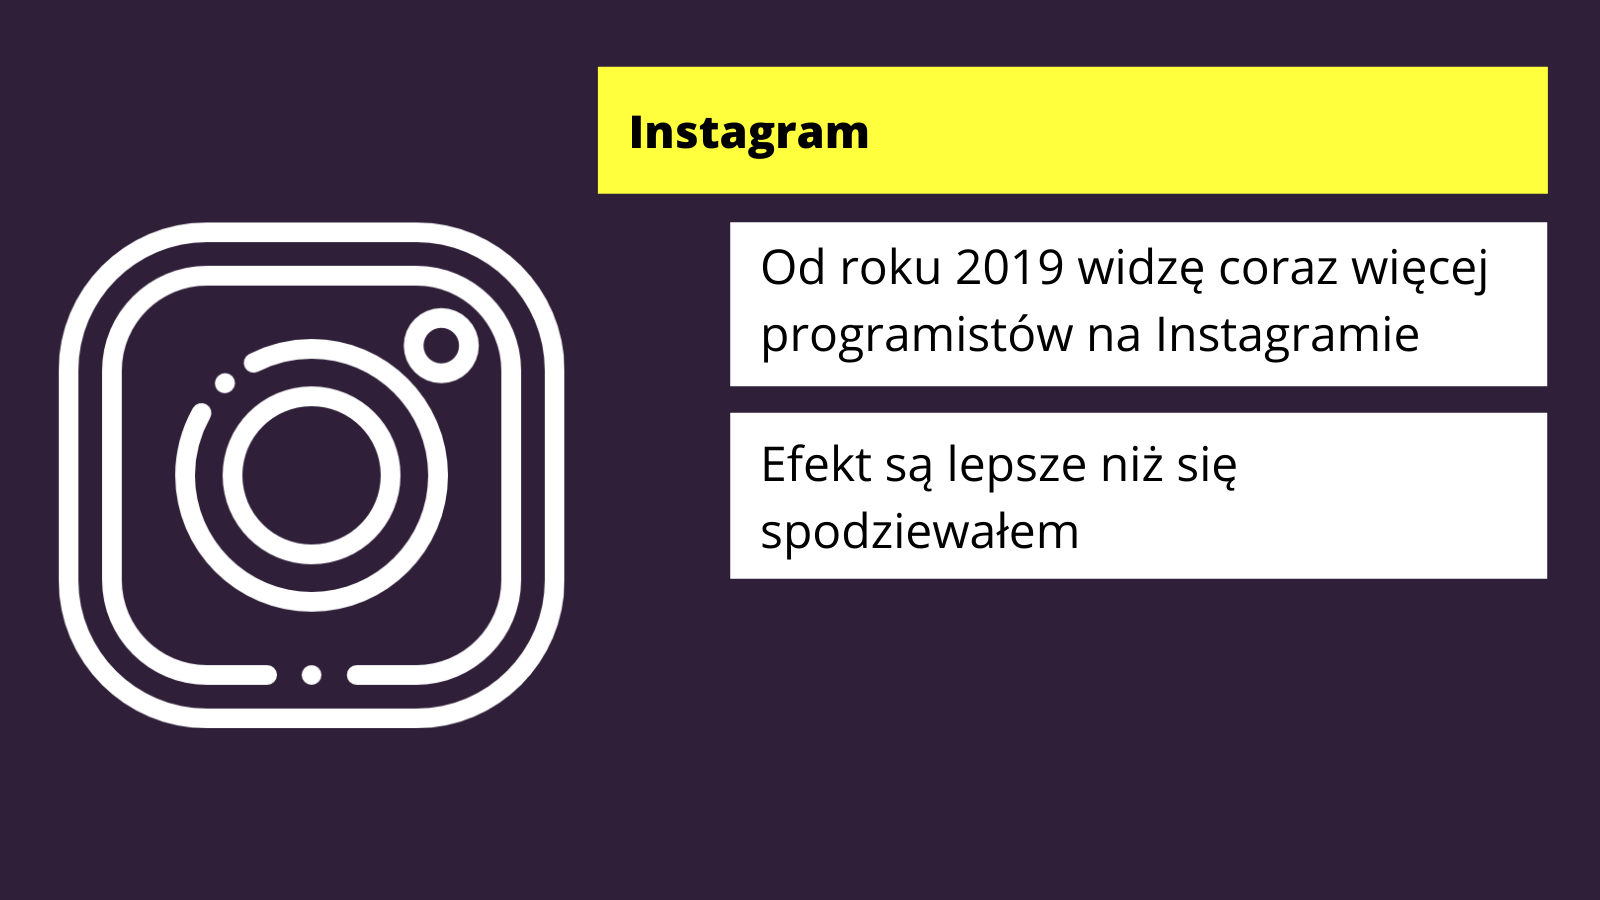 Instagram
Od roku 2019 widzę coraz więcej
programistów na Instagramie
Efekt są lepsze niż się
spodziewałem